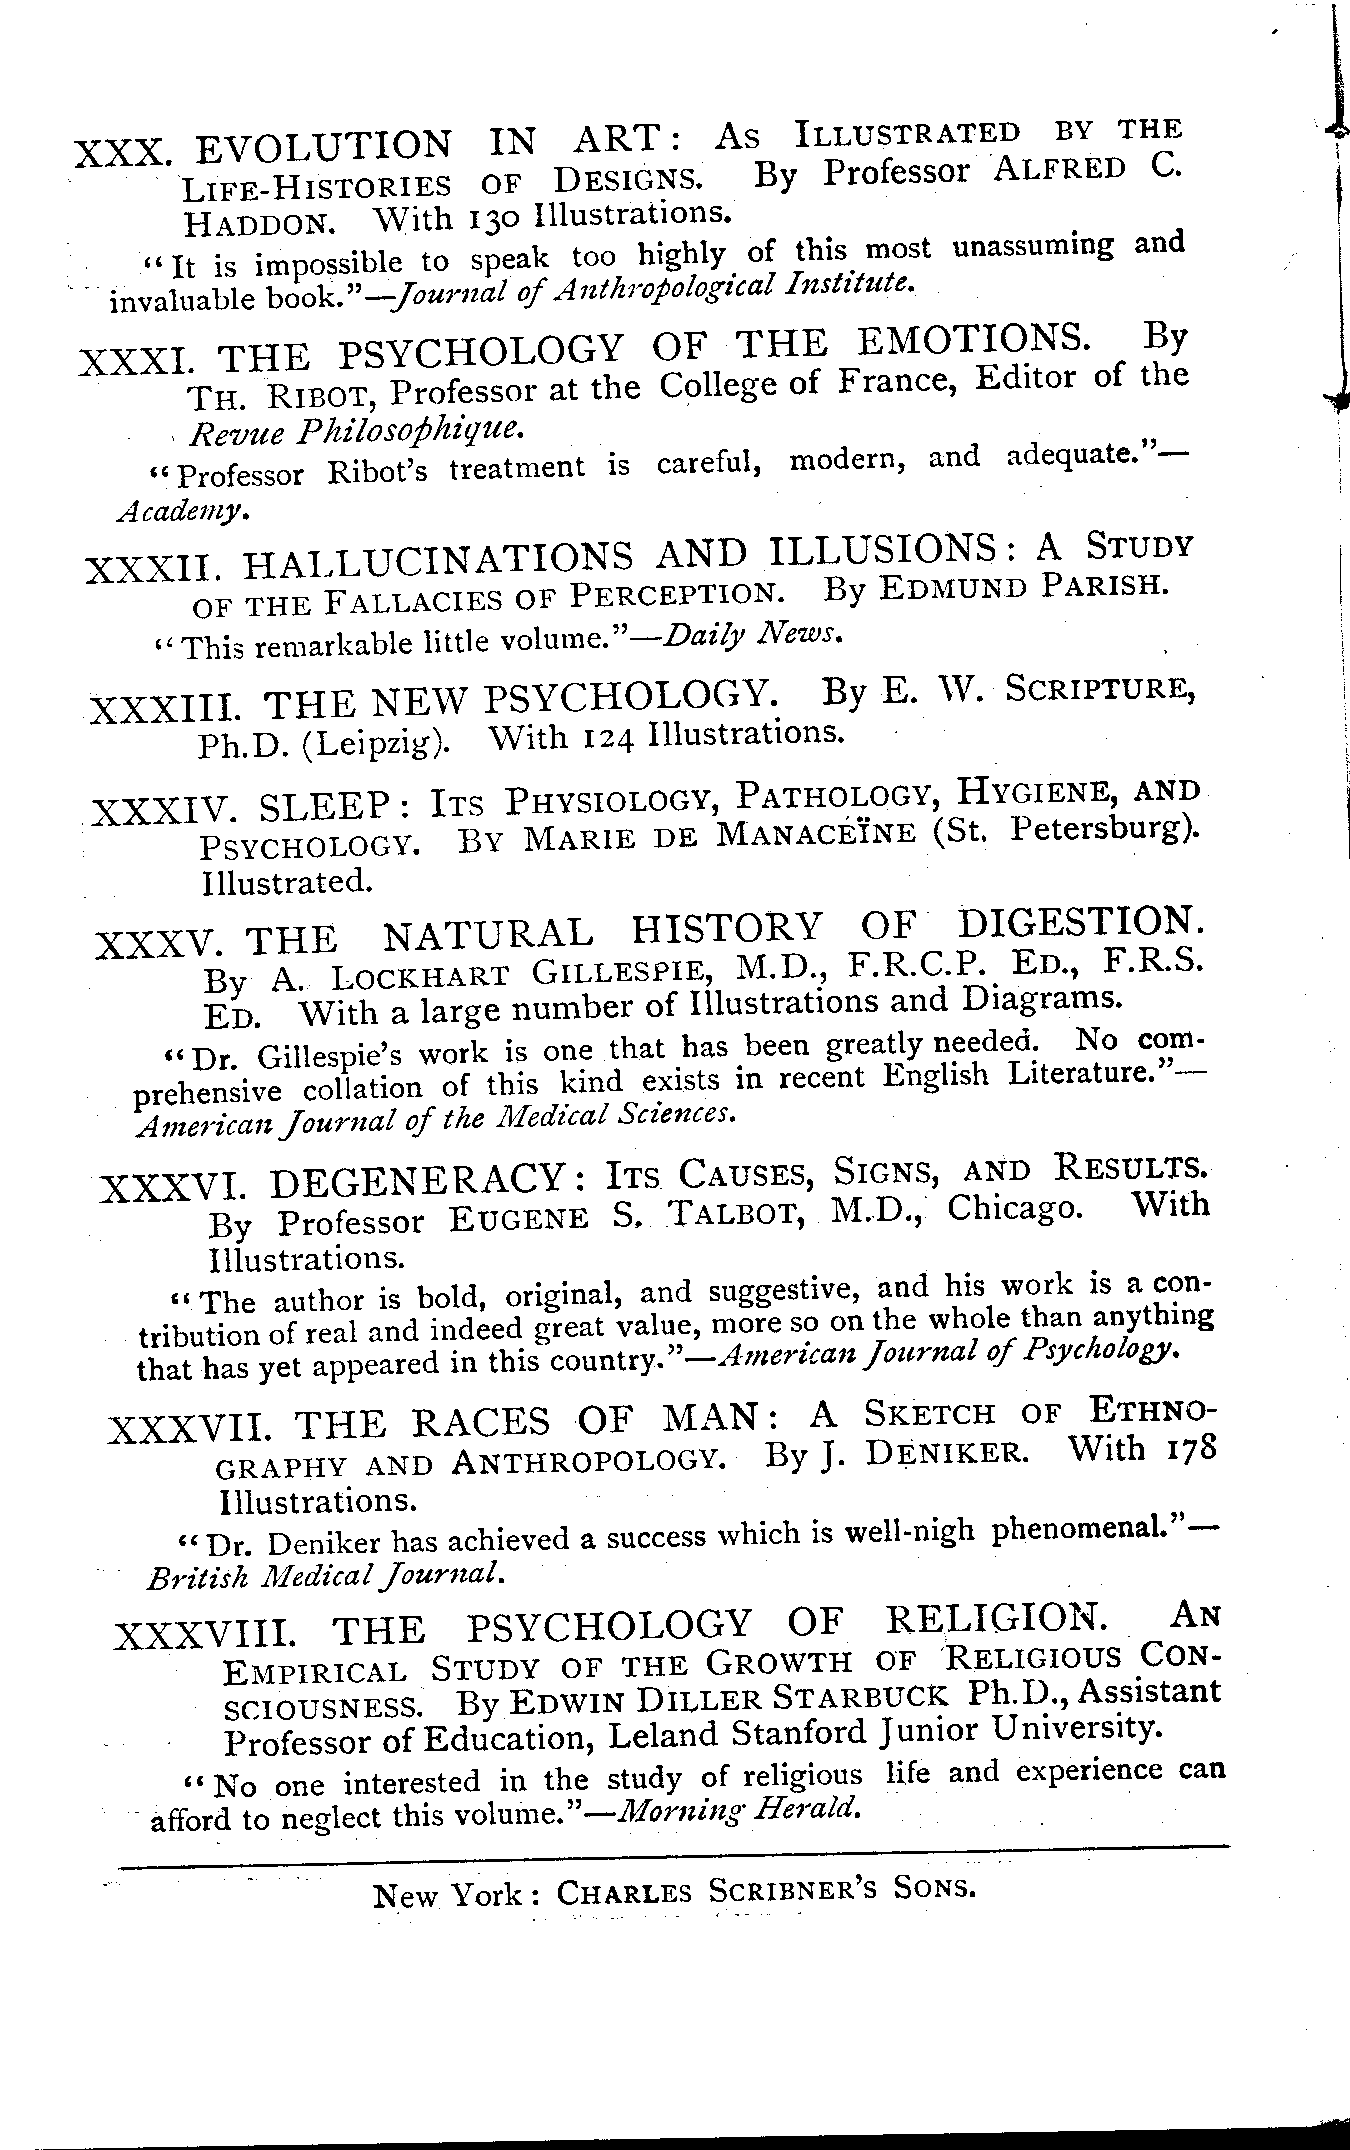 XXX. EVOLUTION IN ART: As Illustrated by the
Life-Histories of Designs. By Professor Alfred C.
Haddon. With 130 Illustrations.
“It is impossible to speak too highly of this most unassuming and
invaluable book.”—Journal of Anthropological Institute.
XXXI. THE PSYCHOLOGY OF THE EMOTIONS. By
Th. Ribot, Professor at the College of France, Editor of the
Revue Philosophique.
“Professor Ribot’s treatment is careful, modern, and adequate.”—
Academy.
XXXII. HALLUCINATIONS AND ILLUSIONS: A Study
of the Fallacies of Perception. By Edmund Parish.
“This remarkable little volume.”—Daily News.
XXXIII. THE NEW PSYCHOLOGY. By E. W. Scripture,
Ph.D. (Leipzig). With 124 Illustrations.
XXXIV. SLEEP: Its Physiology, Pathology, Hygiene, and
Psychology. By Marie de Manacéïne (St. Petersburg).
Illustrated.
XXXV. THE NATURAL HISTORY OF DIGESTION.
By A. Lockhart Gillespie, M.D., F.R.C.P. Ed., F.R.S.
Ed. With a large number of Illustrations and Diagrams.
“Dr. Gillespie’s work is one that has been greatly needed. No com-
prehensive collation of this kind exists in recent English Literature.”—
American Journal of the Medical Sciences.
XXXVI. DEGENERACY: Its Causes, Signs, and Results.
By Professor Eugene S. Talbot, M.D., Chicago. With
Illustrations.
“The author is bold, original, and suggestive, and his work is a con-
tribution of real and indeed great value, more so on the whole than anything
that has yet appeared in this country.”—American Journal of Psychology.
XXXVII. THE RACES OF MAN: A Sketch of Ethno-
graphy and Anthropology. By J. Deniker. With 178
Illustrations.
“Dr. Deniker has achieved a success which is well-nigh phenomenal.”—
British Medical Journal.
XXXVIII. THE PSYCHOLOGY OF RELIGION. An
Empirical Study of the Growth of Religious Con-
sciousness. By Edwin Diller Starbuck Ph.D., Assistant
Professor of Education, Leland Stanford Junior University.
“No one interested in the study of religious life and experience can
afford to neglect this volume.”—Morning Herald.
New York: Charles Scribner’s Sons.